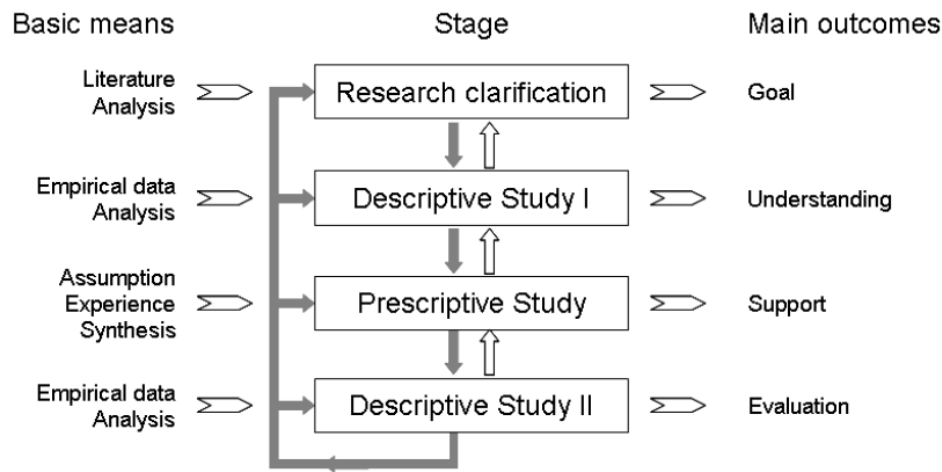 Basic means
Stage
Main outcomes
Literature
Analysis
Research clarification
Goal
Empirical data
Analysis
Descriptive Study I
Understanding
Assumption
Experience
Synthesis
Prescriptive Study
Support
Empirical data
Analysis
Descriptive Study II
Evaluation